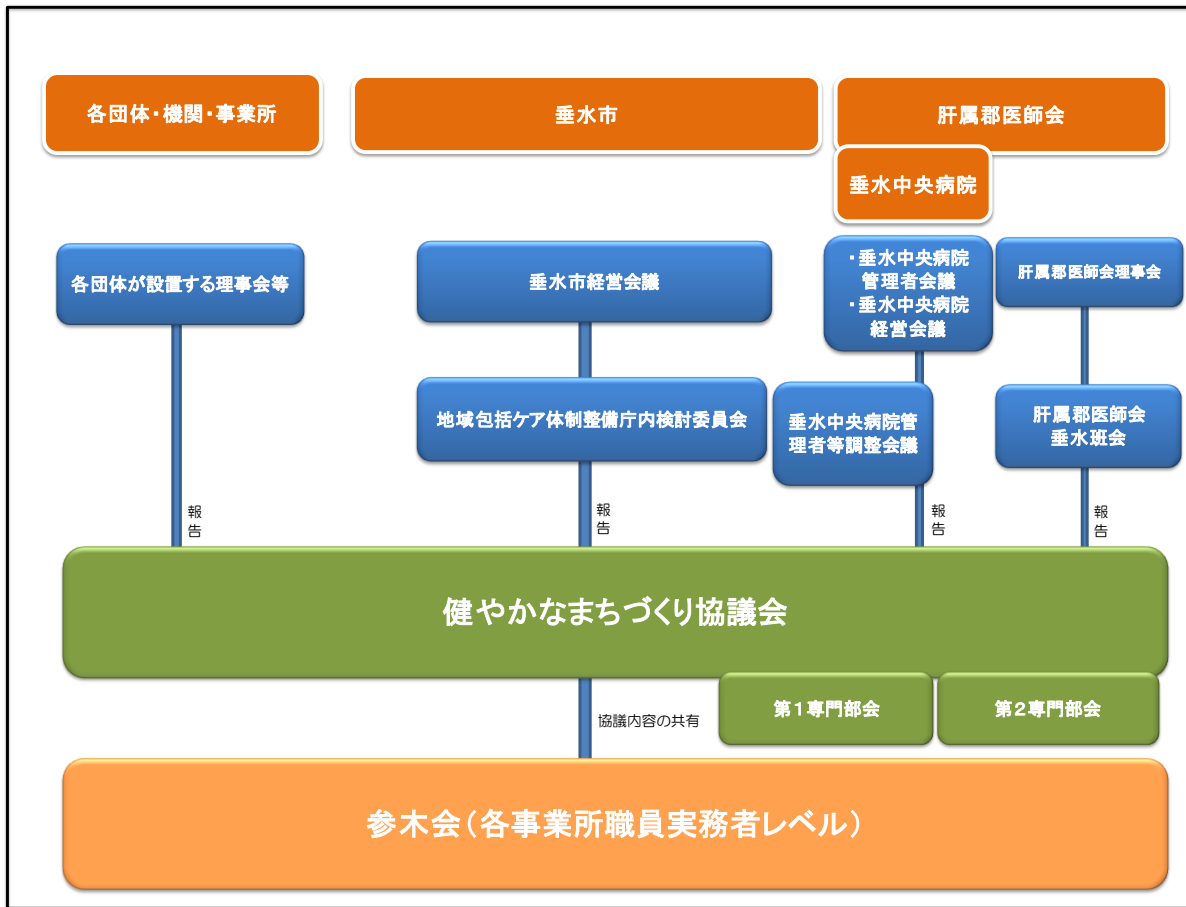 各団体・機関・事業所
垂水市
肝属郡医師会
垂水中央病院
各団体が設置する理事会等
垂水市経営会議
・垂水中央病院
管理者会議
・垂水中央病院
経営会議
肝属郡医師会理事会
地域包括ケア体制整備庁内検討委員会
垂水中央病院管
理者等調整会議
肝属郡医師会
垂水班会
報
告
報
告
報
告
報
告
健やかなまちづくり協議会
第１専門部会
第２専門部会
協議内容の共有
参木会（各事業所職員実務者レベル）